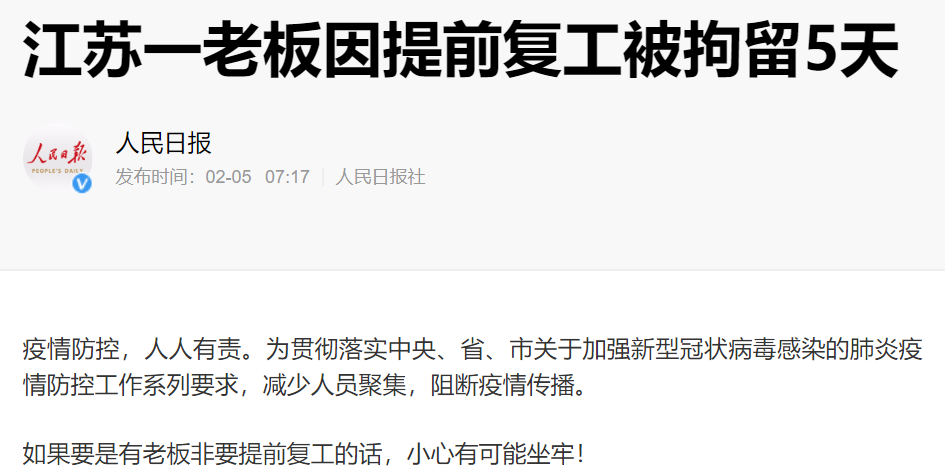 江苏一老板因提前复工被拘留5天
人民日报
人民日报
PEOPLE'S DAILY
发布时间：02-05 07:17 人民日报社
疫情防控，人人有责。为贯彻落实中央、省、市关于加强新型冠状病毒感染的肺炎疫
情防控工作系列要求，减少人员聚集，阻断疫情传播。
如果要是有老板非要提前复工的话，小心有可能坐牢！